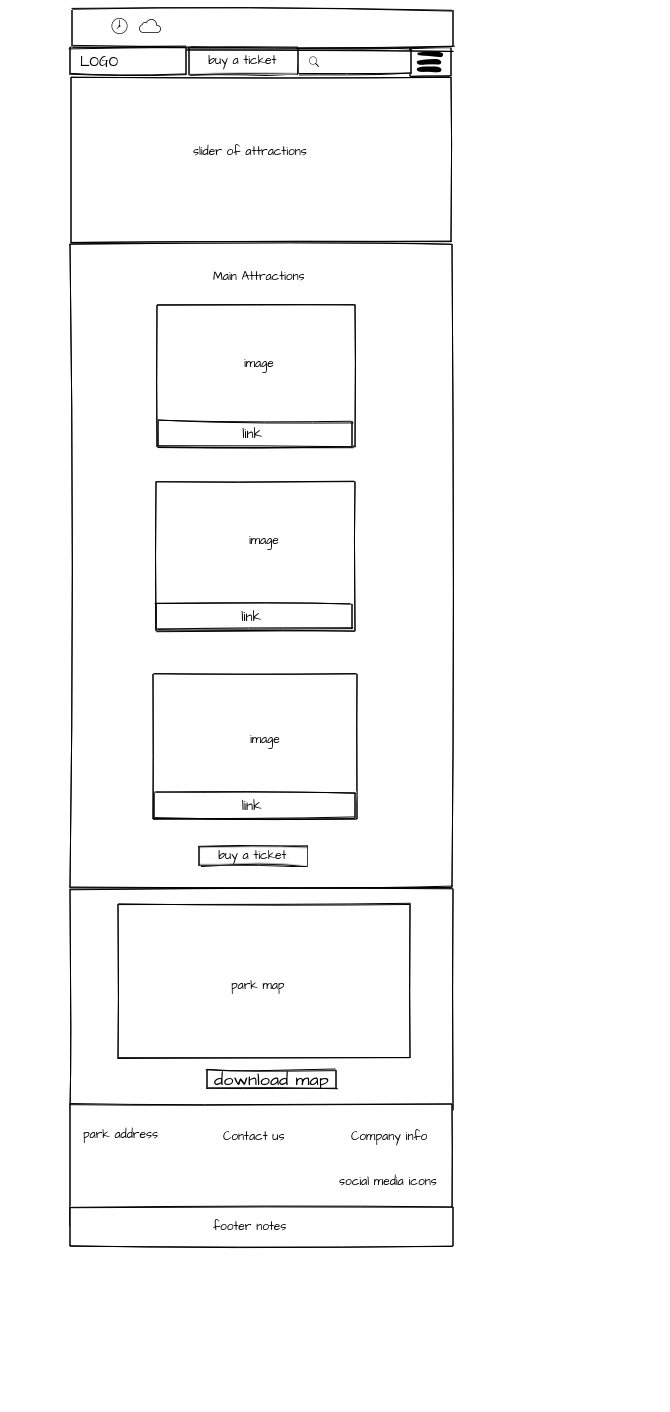 LOGO
buy a ticket
slider of attractions
Main Attractions
image
link
image
link
image
link
buy a ticket
park map
download map
park address
Contact us
Company info
social media icons
footer notes